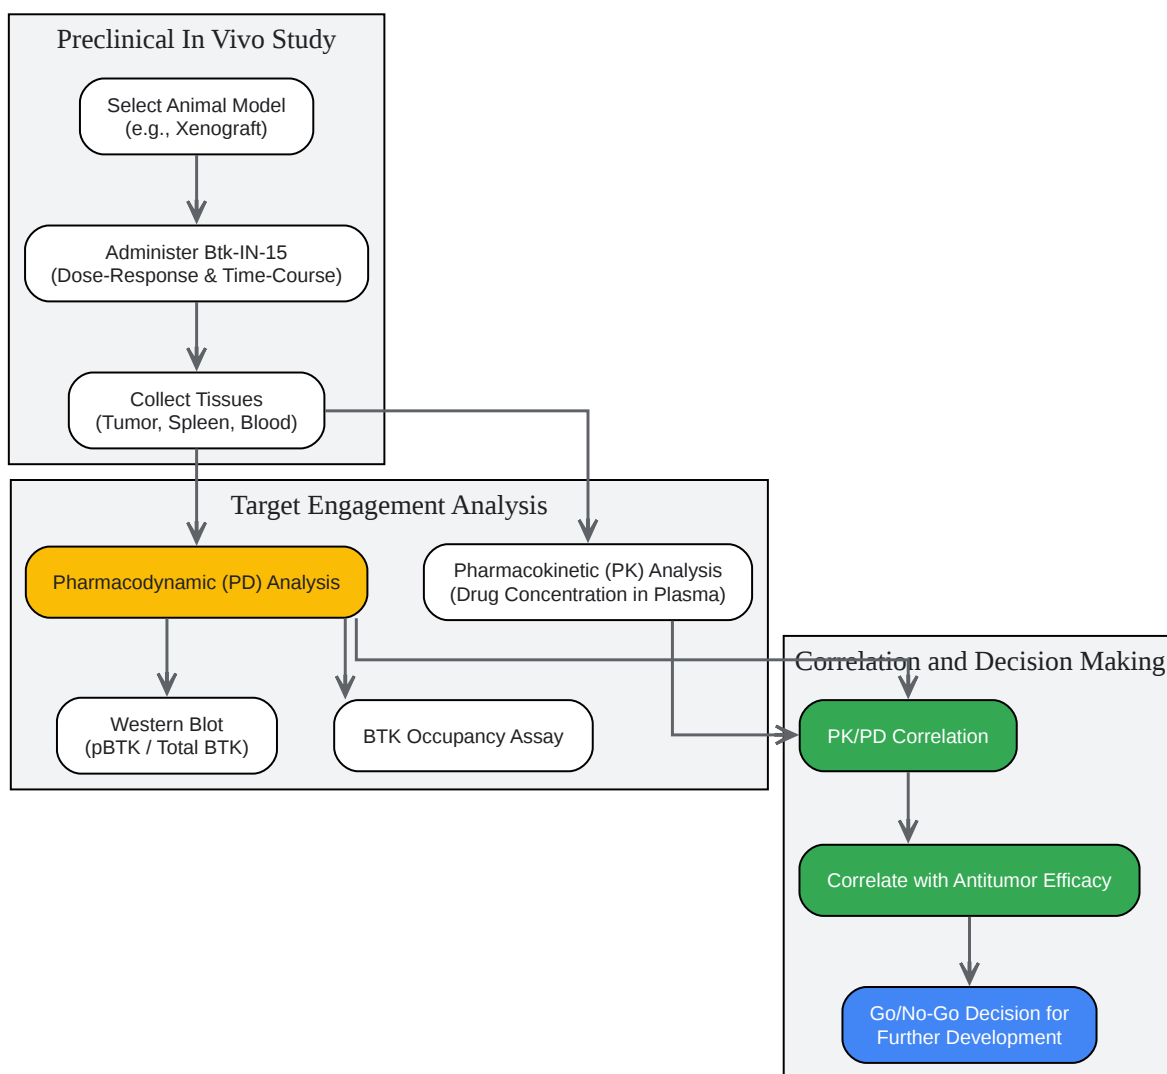 Preclinical In Vivo Study
Select Animal Model
(e.g., Xenograft)
Administer Btk-IN-15
(Dose-Response & Time-Course)
Collect Tissues
(Tumor, Spleen, Blood)
Target Engagement Analysis
Pharmacodynamic (PD) Analysis
Pharmacokinetic (PK) Analysis
(Drug Concentration in Plasma)
Western Blot
(pBTK / Total BTK)
BTK Occupancy Assay
Correlation and Decision Making
PK/PD Correlation
Correlate with Antitumor Efficacy
Go/No-Go Decision for
Further Development